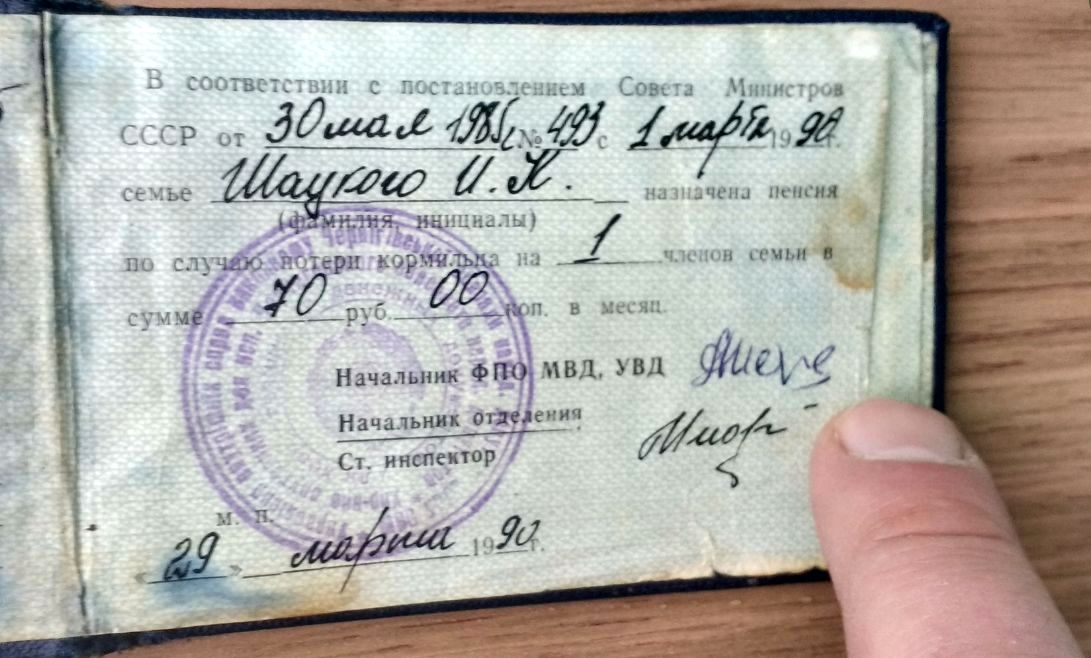 В соответствии с постановлением Совета Министров
СССР от 30 мая 1985г. № 493 с 1 марта 1990 г.
семье Шауукого И. К. назначена пенсия
(фамилия, инициалы)
по случаю потери кормильца на 1 членов семьи в
сумме 70 руб. 00 коп. в месяц.
Начальник ФПО МВД, УВД
Начальник отделения
Ст. инспектор
М. П.
« 29 » марта 1990 г.